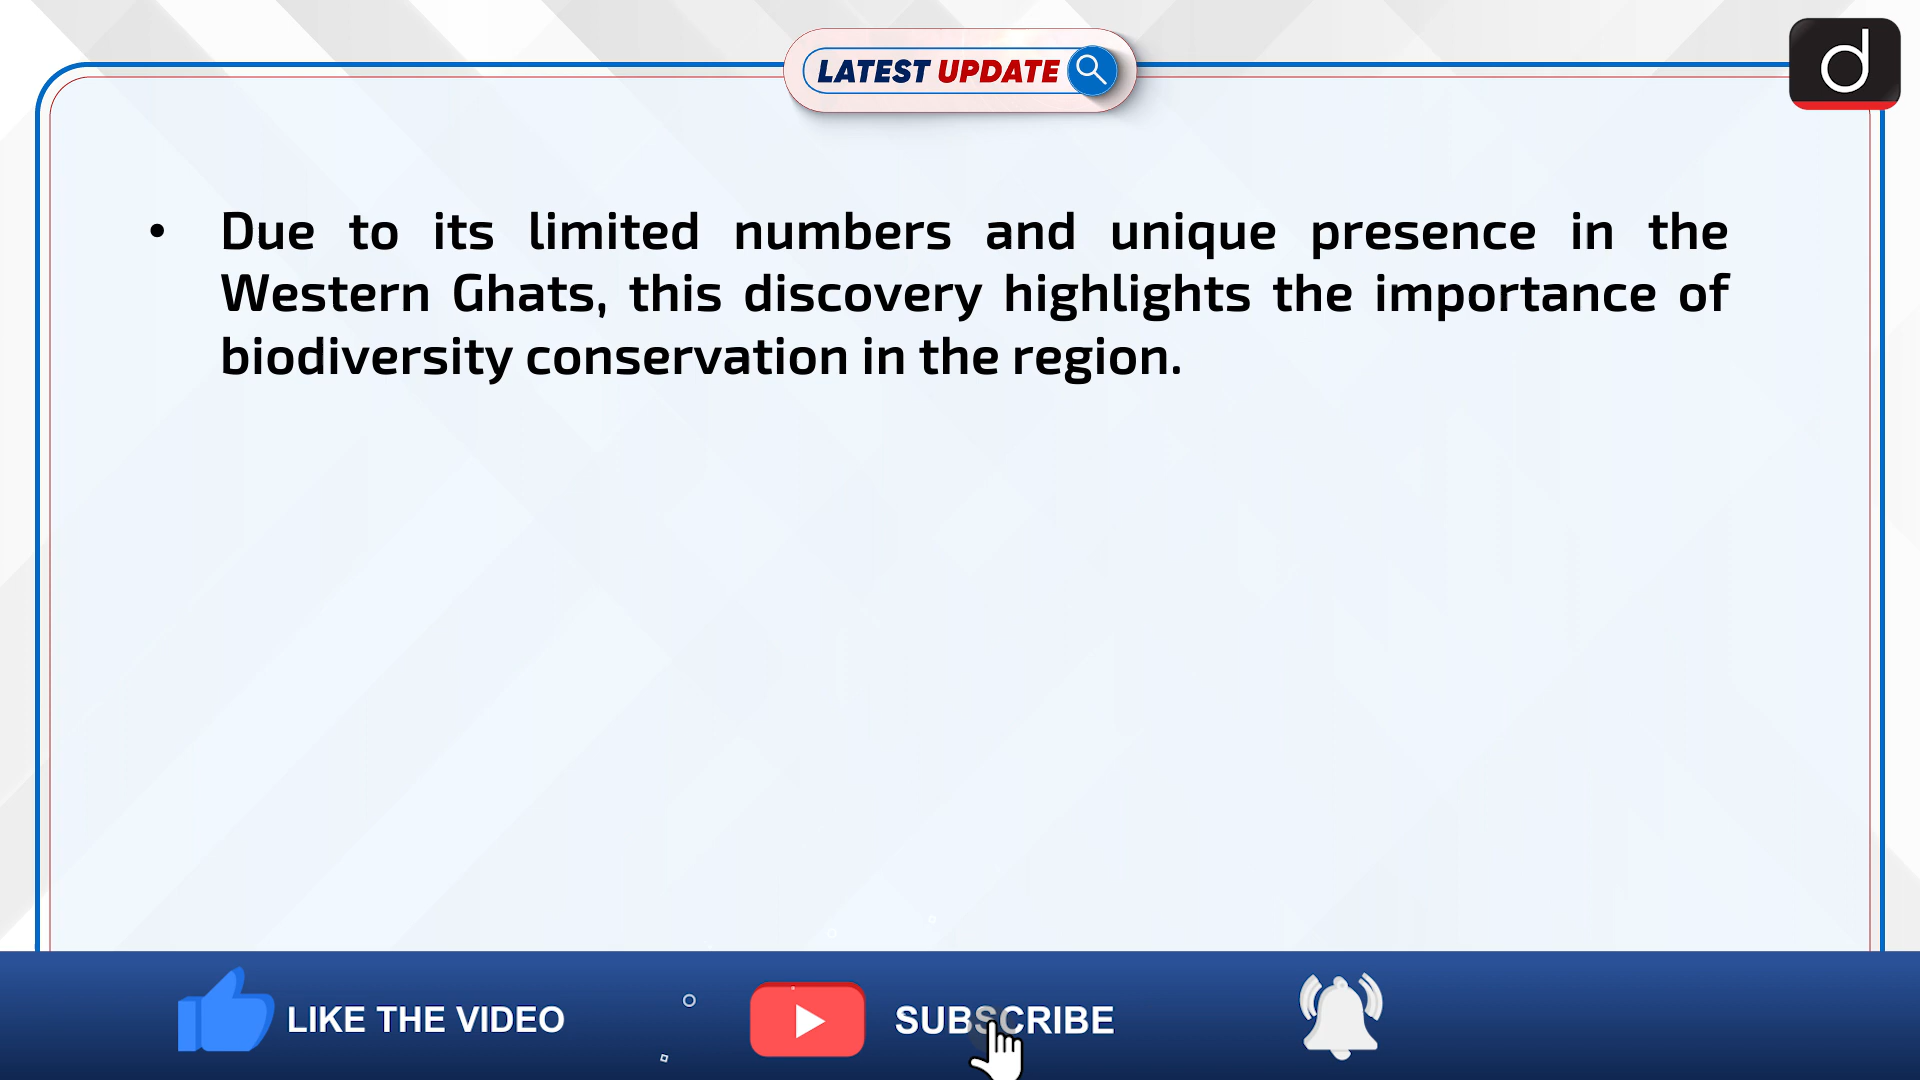 LATEST UPDATE
d
• Due to its limited numbers and unique presence in the
Western Ghats, this discovery highlights the importance of
biodiversity conservation in the region.
LIKE THE VIDEO
SUBSCRIBE